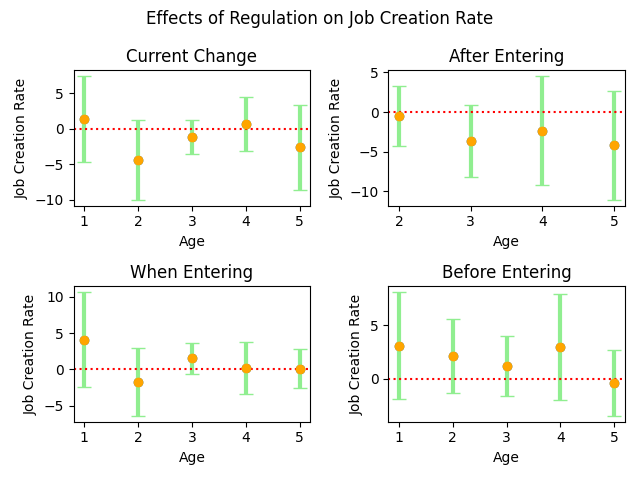 Effects of Regulation on Job Creation Rate
Current Change
Job Creation Rate
5
0
−5
−10
1 2 3 4 5
Age
After Entering
Job Creation Rate
5
0
−5
−10
2 3 4 5
Age
When Entering
Job Creation Rate
10
5
0
−5
1 2 3 4 5
Age
Before Entering
Job Creation Rate
5
0
1 2 3 4 5
Age